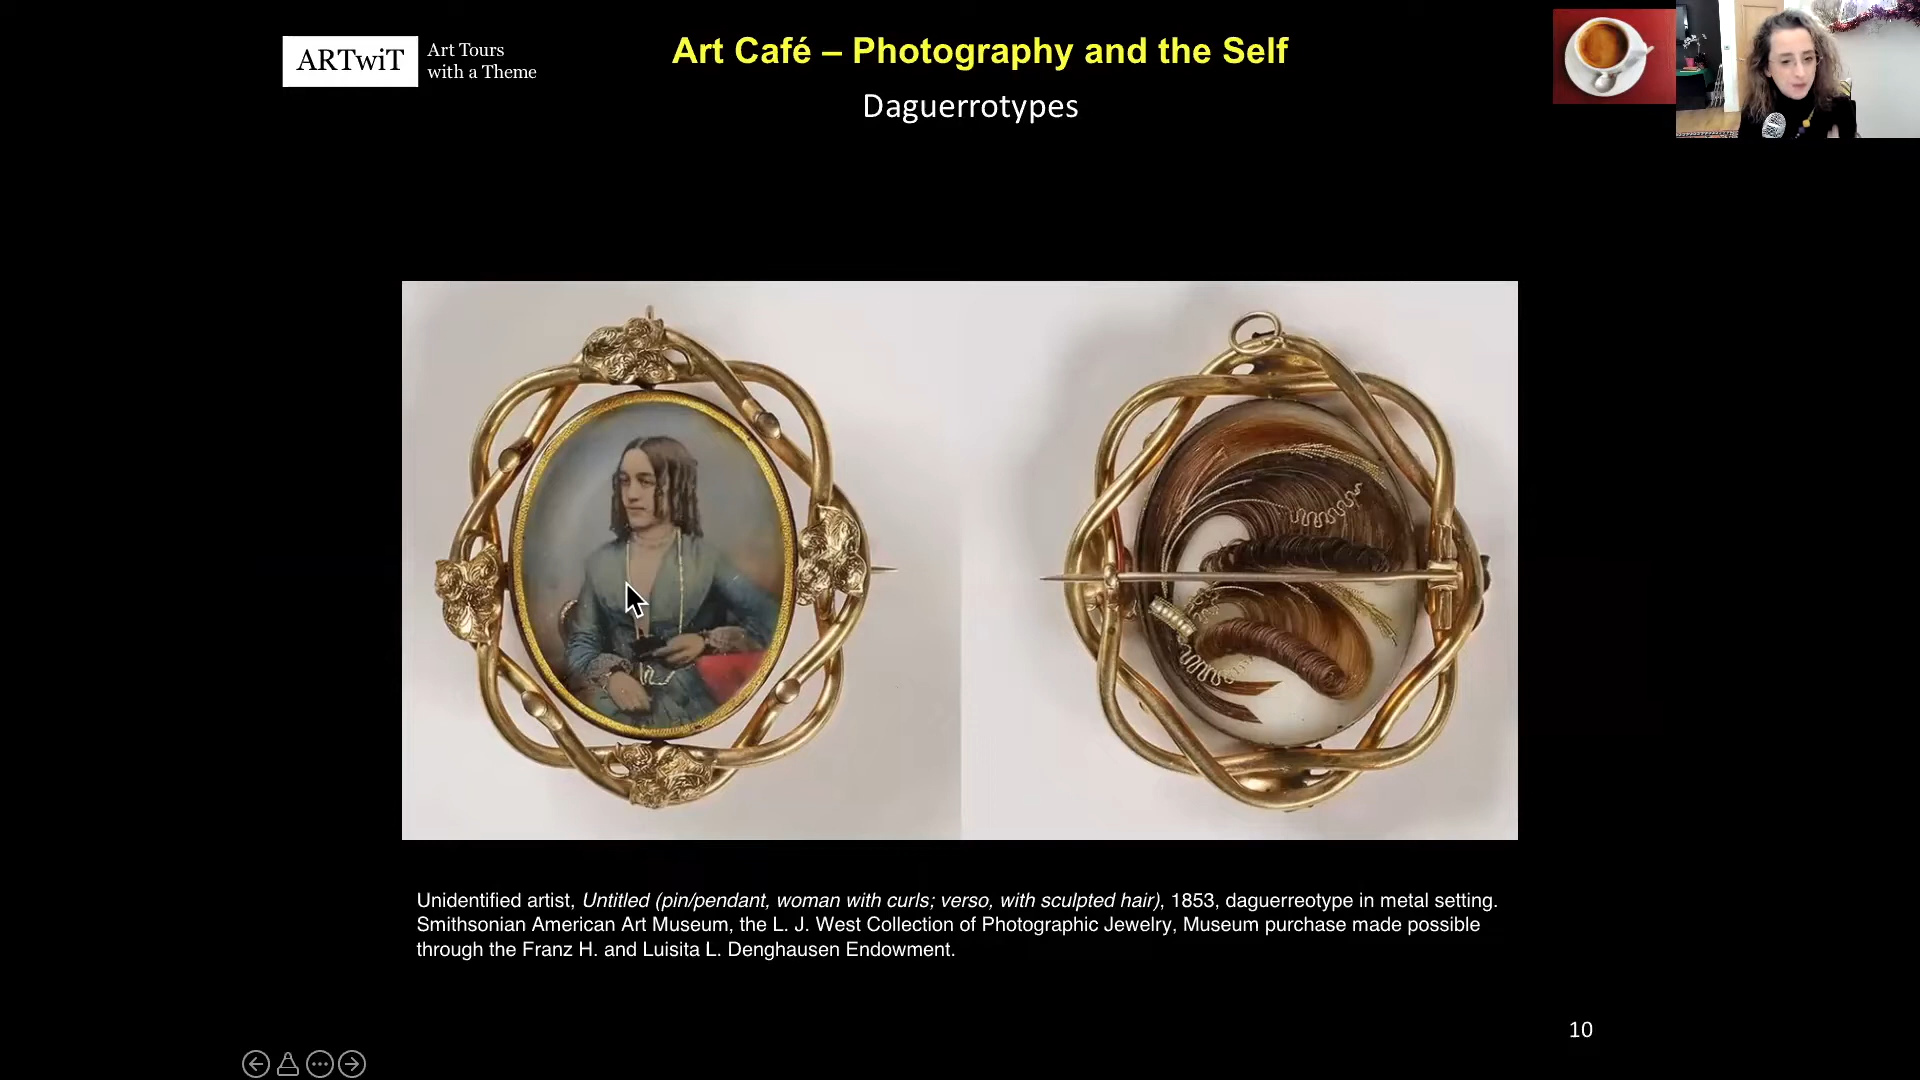 ARTwiT
Art Tours
with a Theme
Art Café – Photography and the Self
Daguerrotypes
Unidentified artist, Untitled (pin/pendant, woman with curls; verso, with sculpted hair), 1853, daguerreotype in metal setting.
Smithsonian American Art Museum, the L. J. West Collection of Photographic Jewelry, Museum purchase made possible
through the Franz H. and Luisita L. Denghausen Endowment.
10